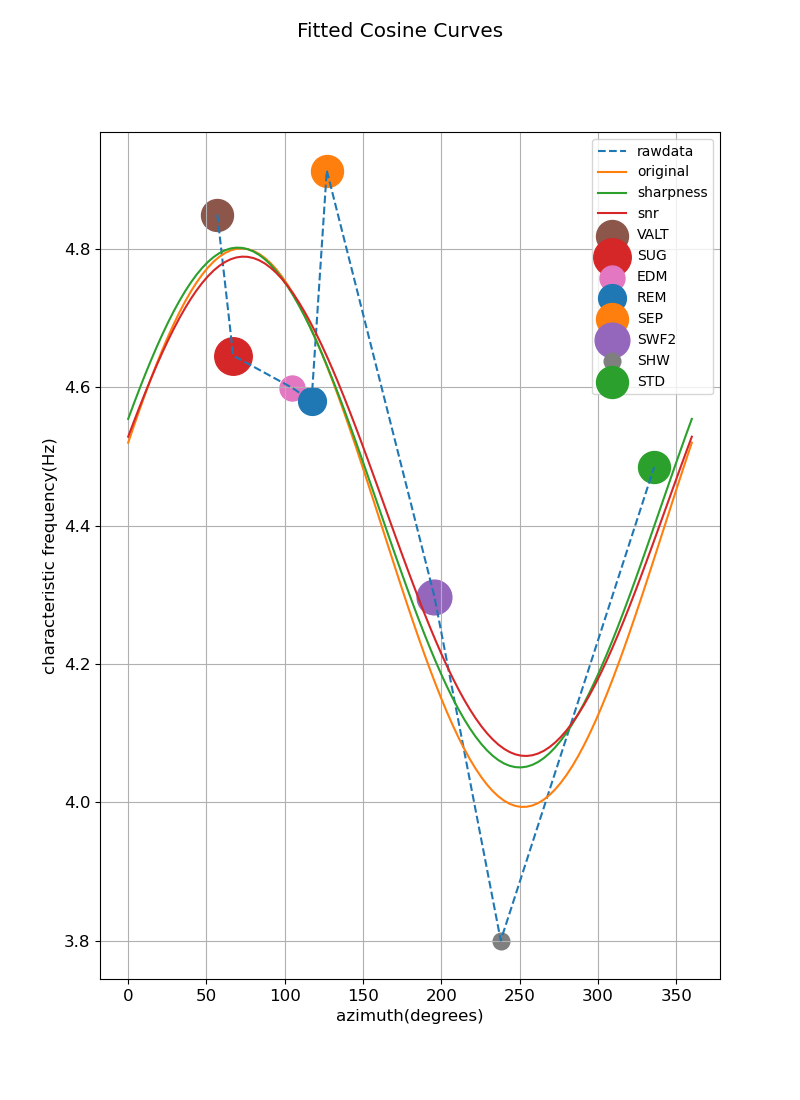 Fitted Cosine Curves
rawdata
original
sharpness
snr
VALT
SUG
EDM
REM
SEP
SWF2
SHW
STD
4.8
4.6
4.4
4.2
4.0
3.8
characteristic frequency(Hz)
0 50 100 150 200 250 300 350
azimuth(degrees)